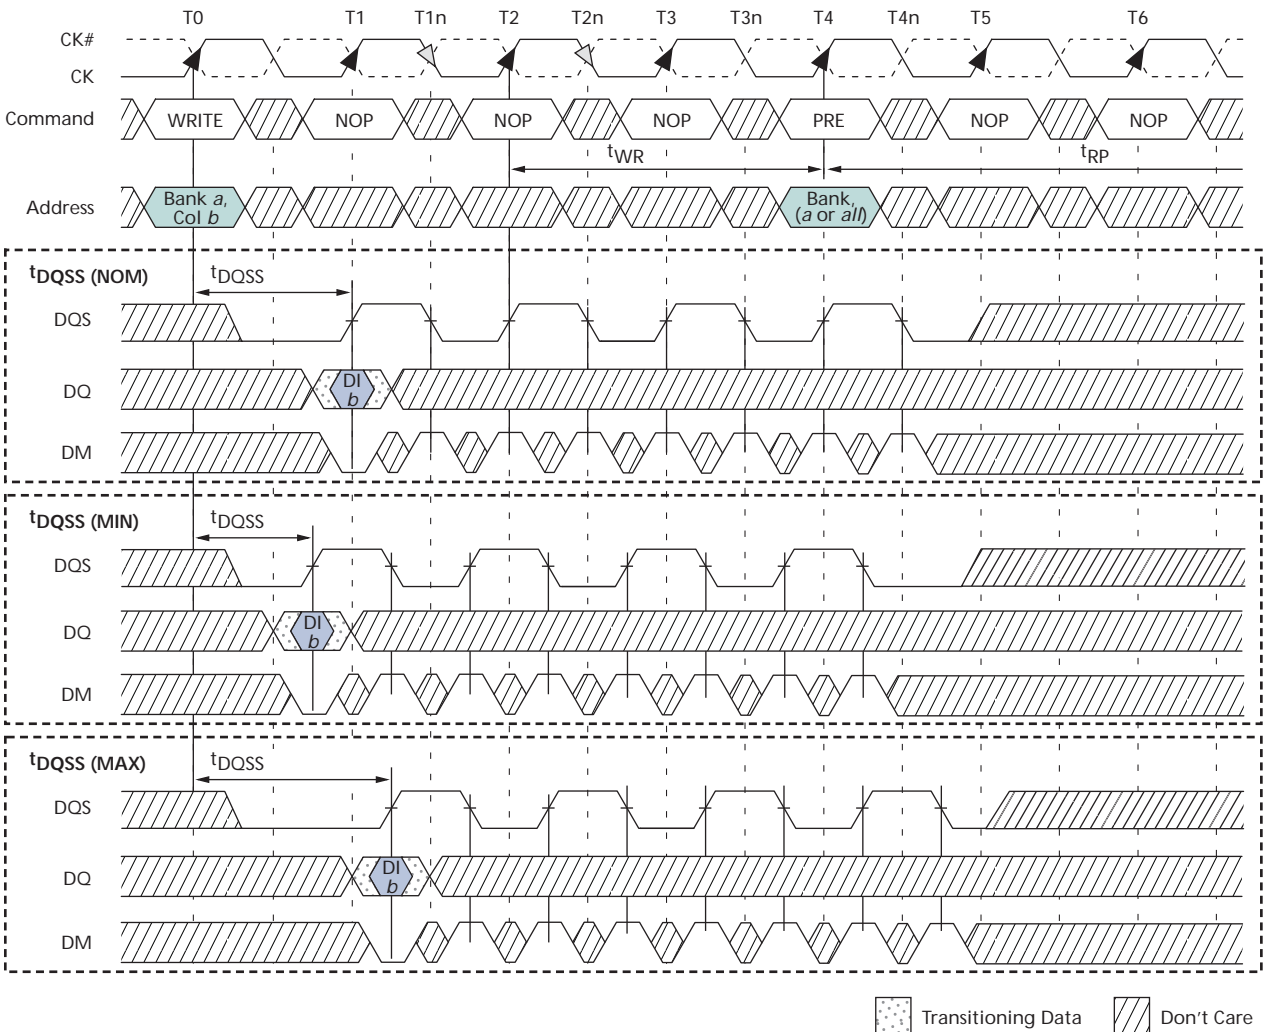 T0 T1 T1n T2 T2n T3 T3n T4 T4n T5 T6
CK#
CK
Command WRITE NOP NOP NOP PRE NOP NOP
tWR tRP
Address Bank a, Col b Bank, (a or all)
tDQSS (NOM) tDQSS
DQS
DQ DI b
DM
tDQSS (MIN) tDQSS
DQS
DQ DI b
DM
tDQSS (MAX) tDQSS
DQS
DQ DI b
DM
Transitioning Data Don't Care